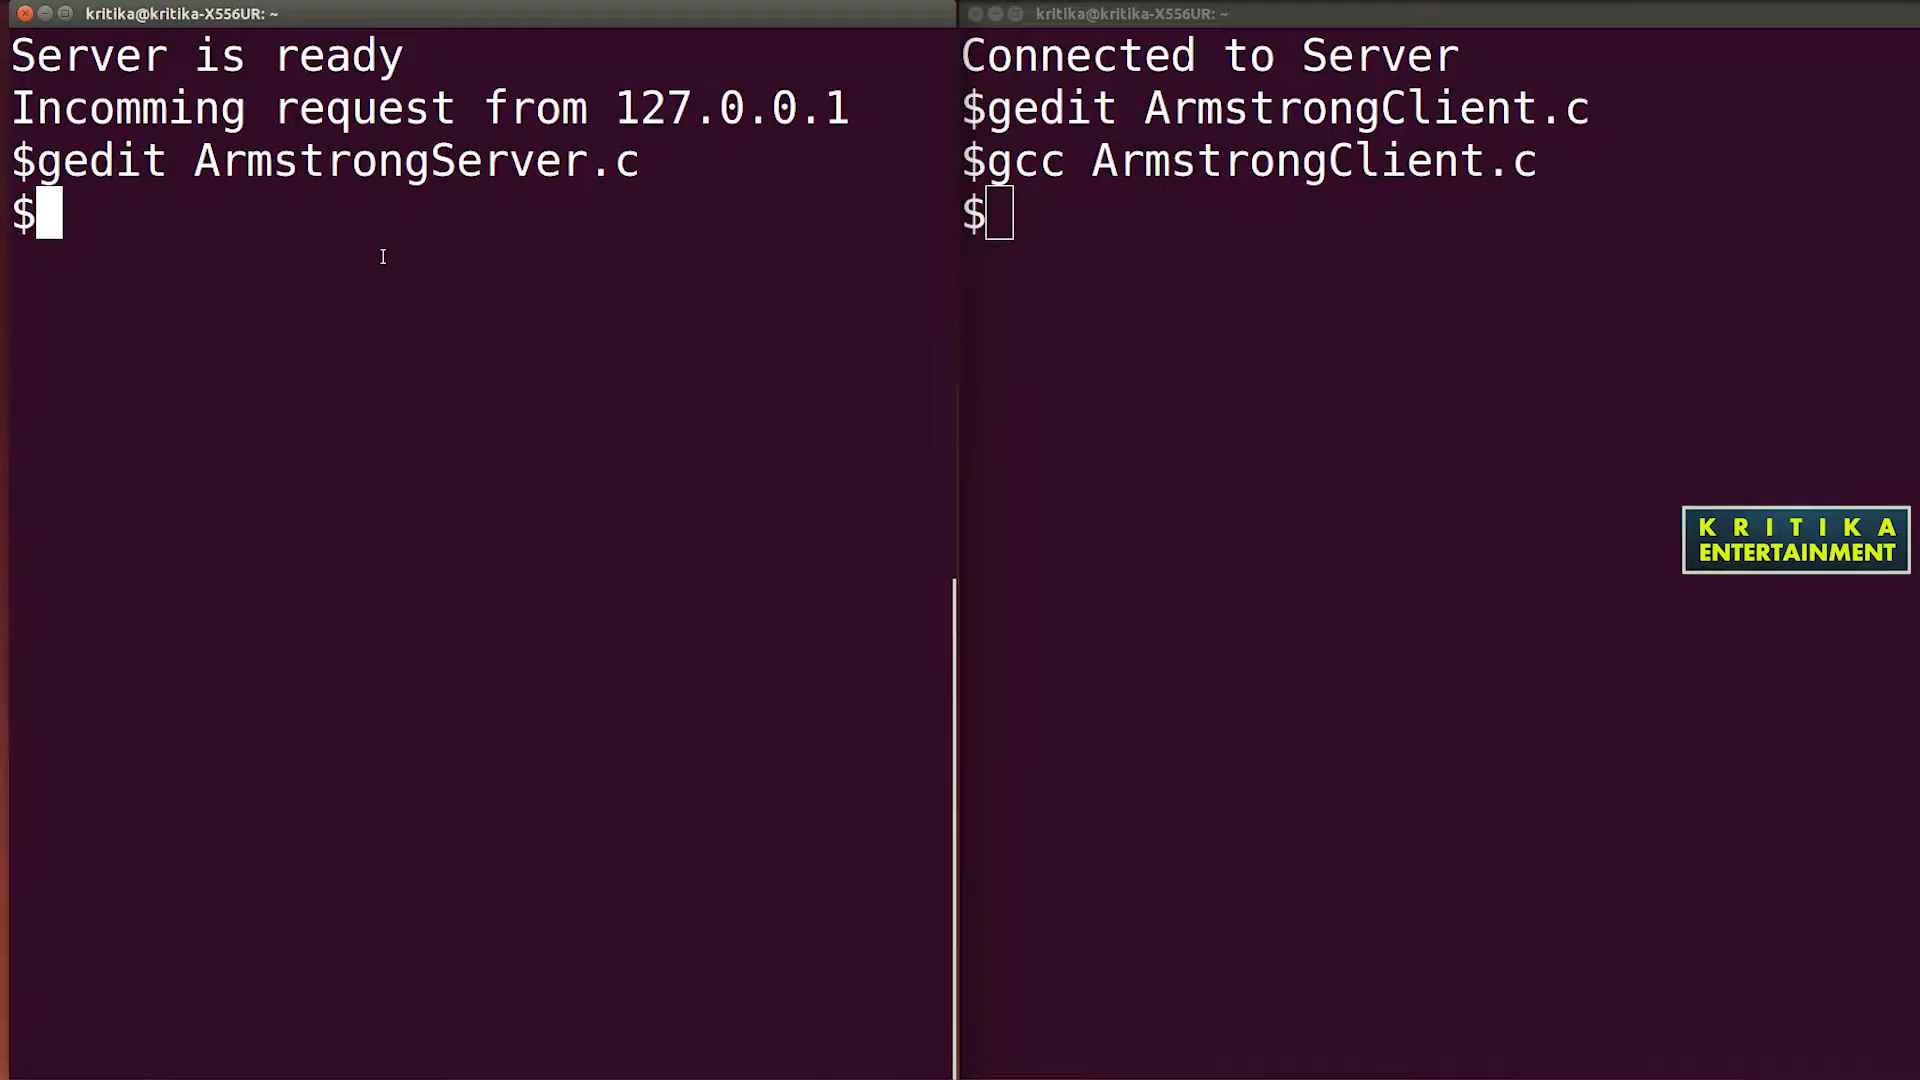 kritika@kritika-X556UR: ~
Server is ready
Incomming request from 127.0.0.1
$gedit ArmstrongServer.c
$
kritika@kritika-X556UR: ~
Connected to Server
$gedit ArmstrongClient.c
$gcc ArmstrongClient.c
$
KRITIKA
ENTERTAINMENT